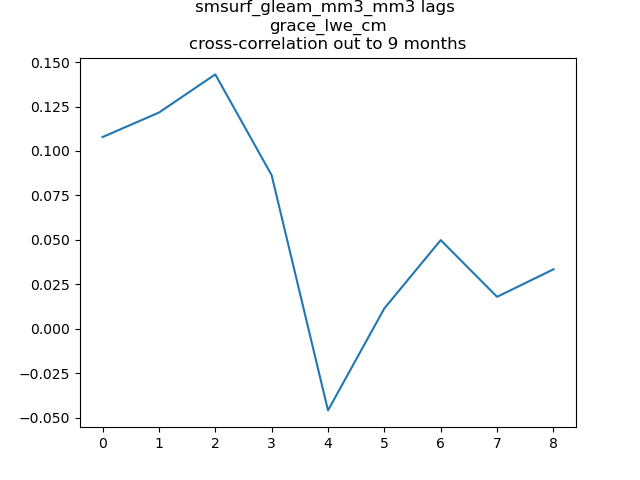 smsurf_gleam_mm3_mm3 lags
grace_lwe_cm
cross-correlation out to 9 months
0.150
0.125
0.100
0.075
0.050
0.025
0.000
−0.025
−0.050
0 1 2 3 4 5 6 7 8